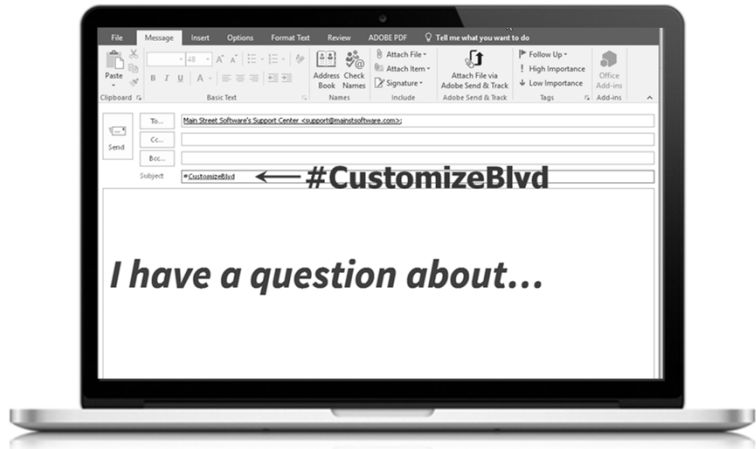 File Message Insert Options Format Text Review ADOBE PDF Tell me what you want to do
48 A A Attach File Follow Up
Attach Item ! High Importance
Paste B I U A Address Check Signature Attach File via Low Importance Office
Book Names Adobe Send & Track Add-ins
Clipboard Basic Text Names Include Adobe Send & Track Tags Add-ins
To... Main Street Software's Support Center <support@mainstsoftware.com>;
Cc...
Send
Bcc...
Subject #CustomizeBlvd #CustomizeBlvd
I have a question about...